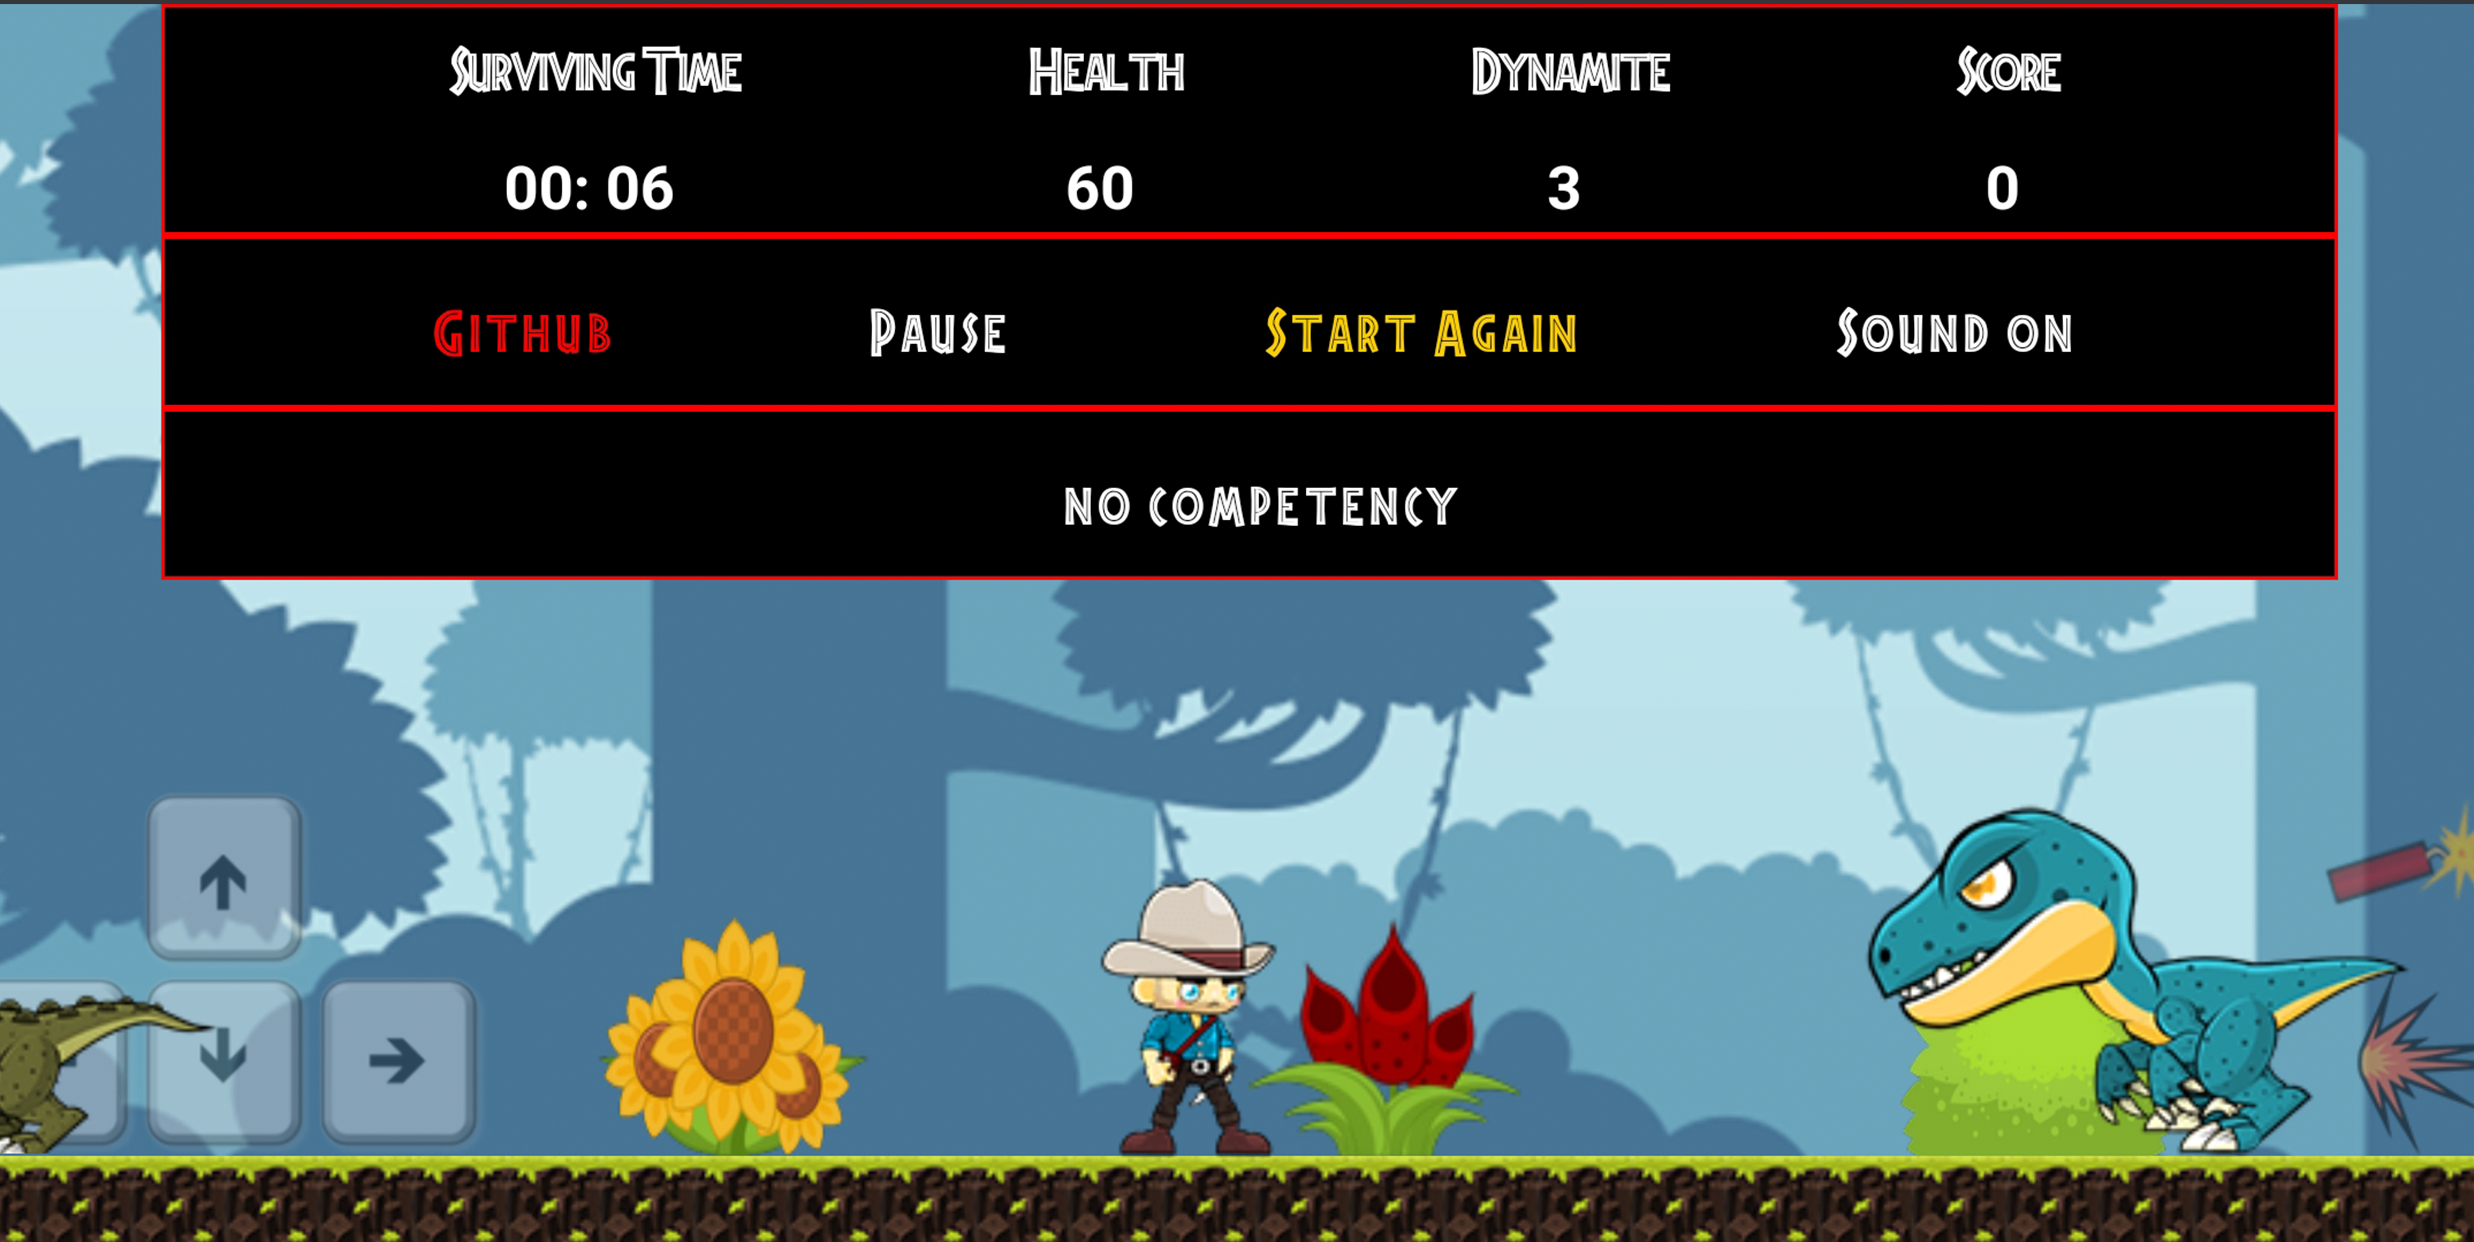 Surviving Time Health Dynamite Score
00: 06 60 3 0
Github Pause Start Again Sound on
no competency